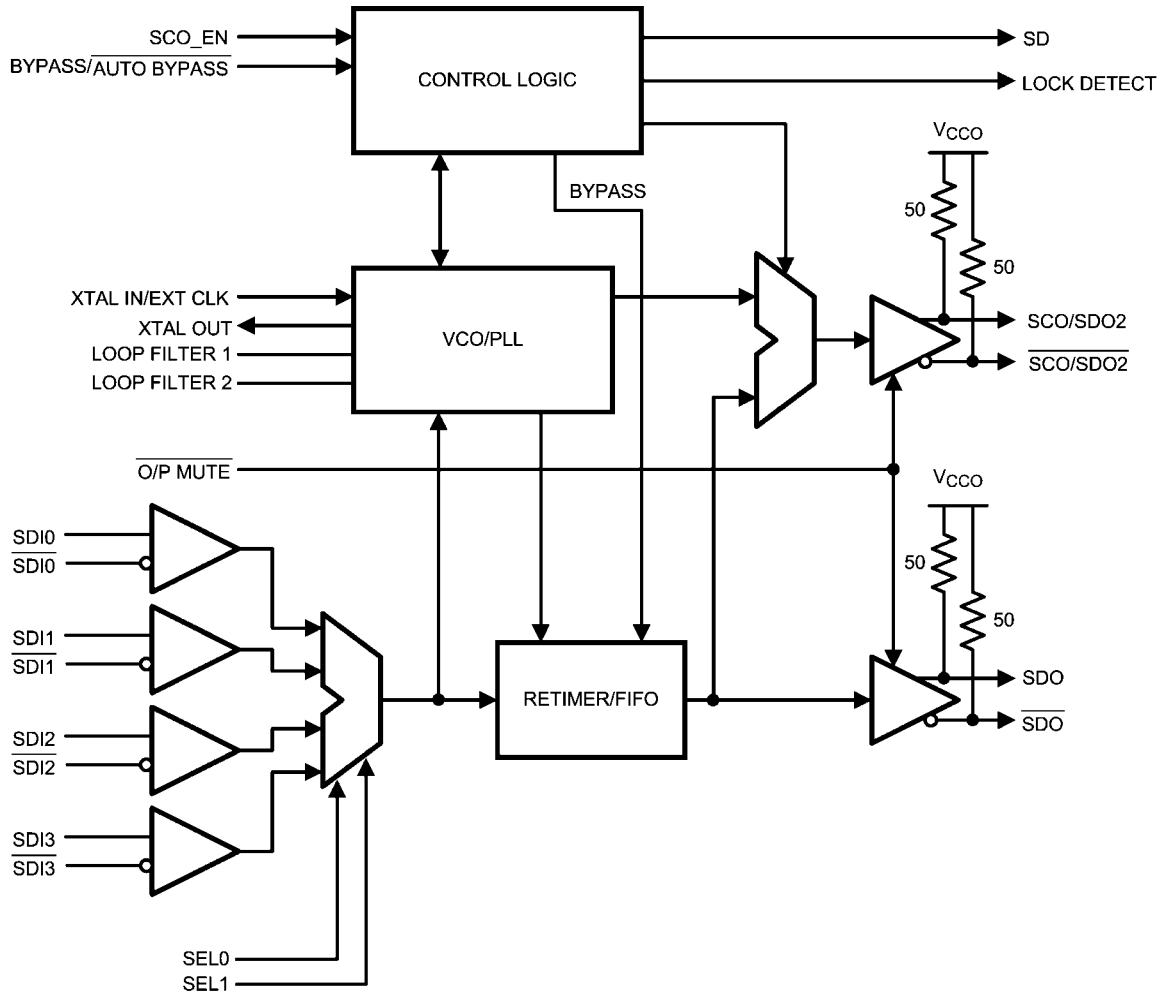 SCO_EN
BYPASS/AUTO BYPASS
CONTROL LOGIC
SD
LOCK DETECT
BYPASS
VCCO
50
50
XTAL IN/EXT CLK
XTAL OUT
LOOP FILTER 1
LOOP FILTER 2
VCO/PLL
SCO/SDO2
SCO/SDO2
O/P MUTE
VCCO
50
50
SDI0
SDI0
SDI1
SDI1
SDI2
SDI2
SDI3
SDI3
RETIMER/FIFO
SDO
SDO
SEL0
SEL1